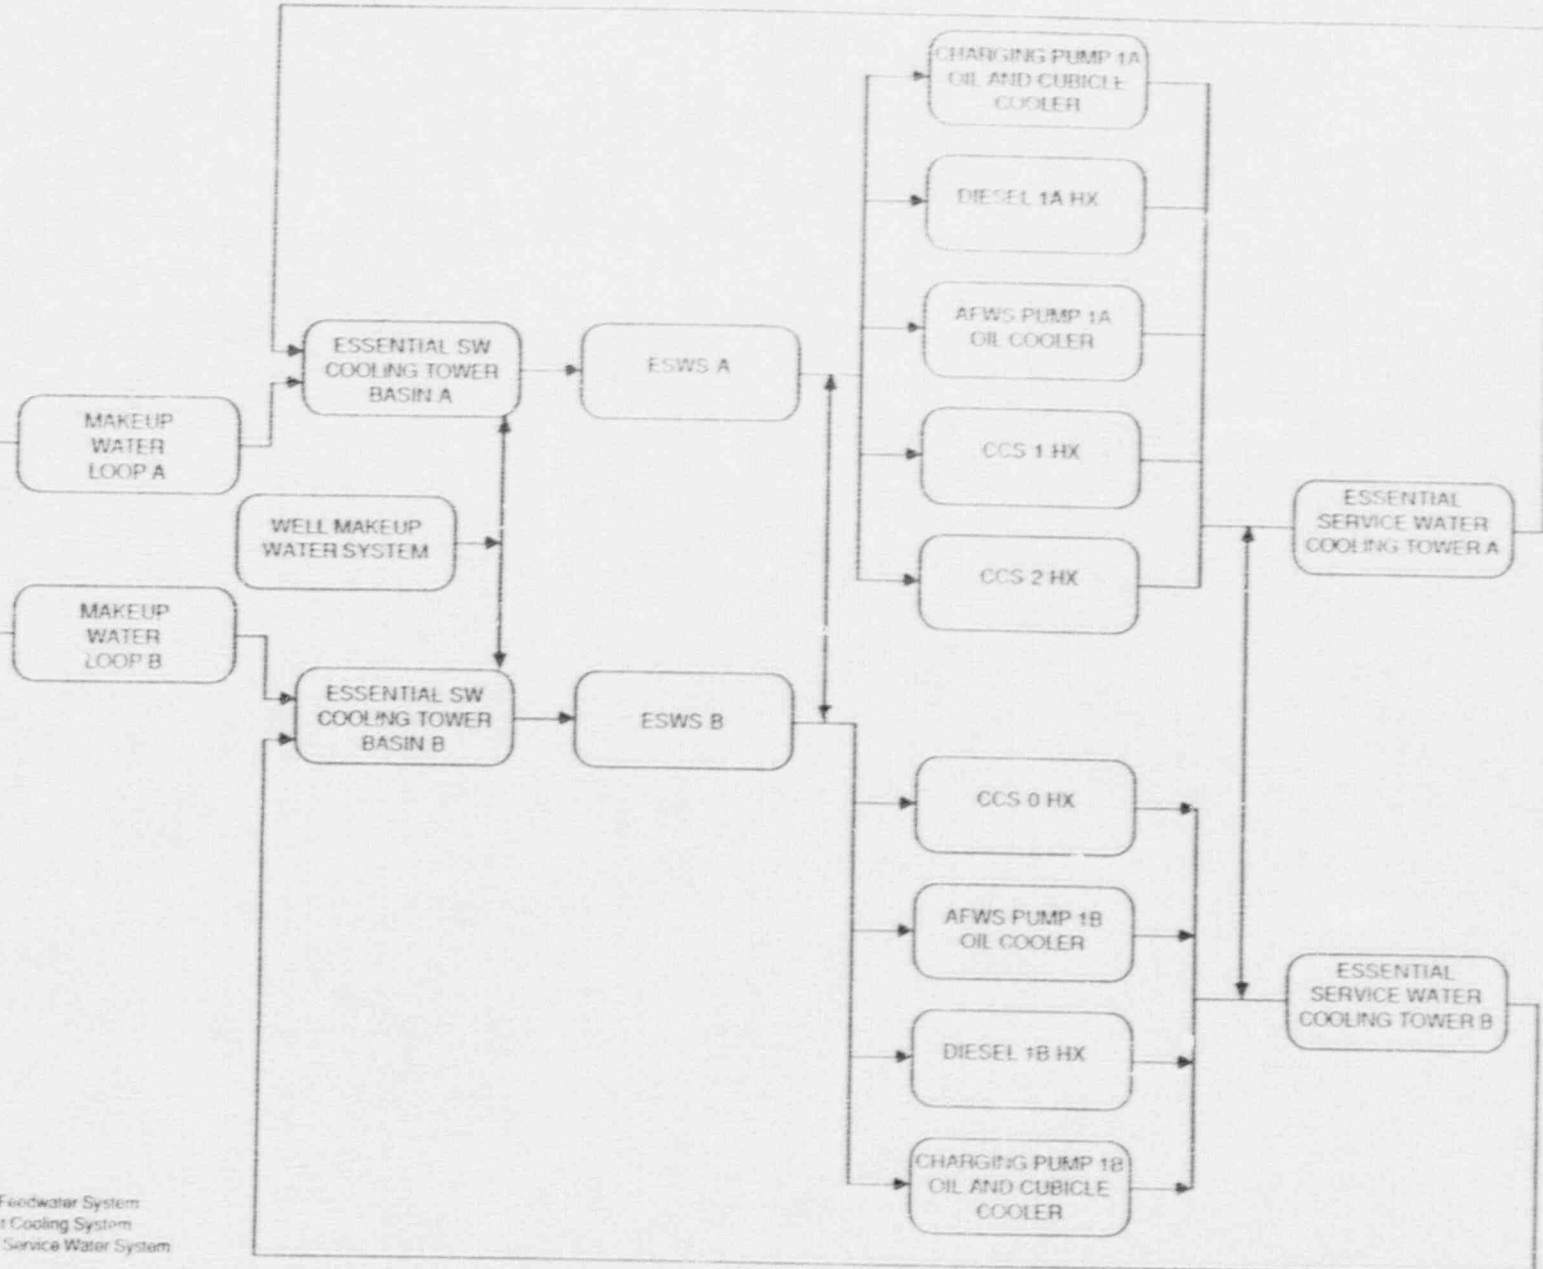 CHARGING PUMP 1A
OIL AND CUBICLE
COOLER
DIESEL 1A HX
AFWS PUMP 1A
OIL COOLER
CCS 1 HX
CCS 2 HX
ESSENTIAL SW
COOLING TOWER
BASIN A
ESWS A
MAKEUP
WATER
LOOP A
WELL MAKEUP
WATER SYSTEM
MAKEUP
WATER
LOOP B
ESSENTIAL SW
COOLING TOWER
BASIN B
ESWS B
ESSENTIAL
SERVICE WATER
COOLING TOWER A
CCS 0 HX
AFWS PUMP 1B
OIL COOLER
DIESEL 1B HX
CHARGING PUMP 1B
OIL AND CUBICLE
COOLER
ESSENTIAL
SERVICE WATER
COOLING TOWER B
Feedwater System
t Cooling System
Service Water System